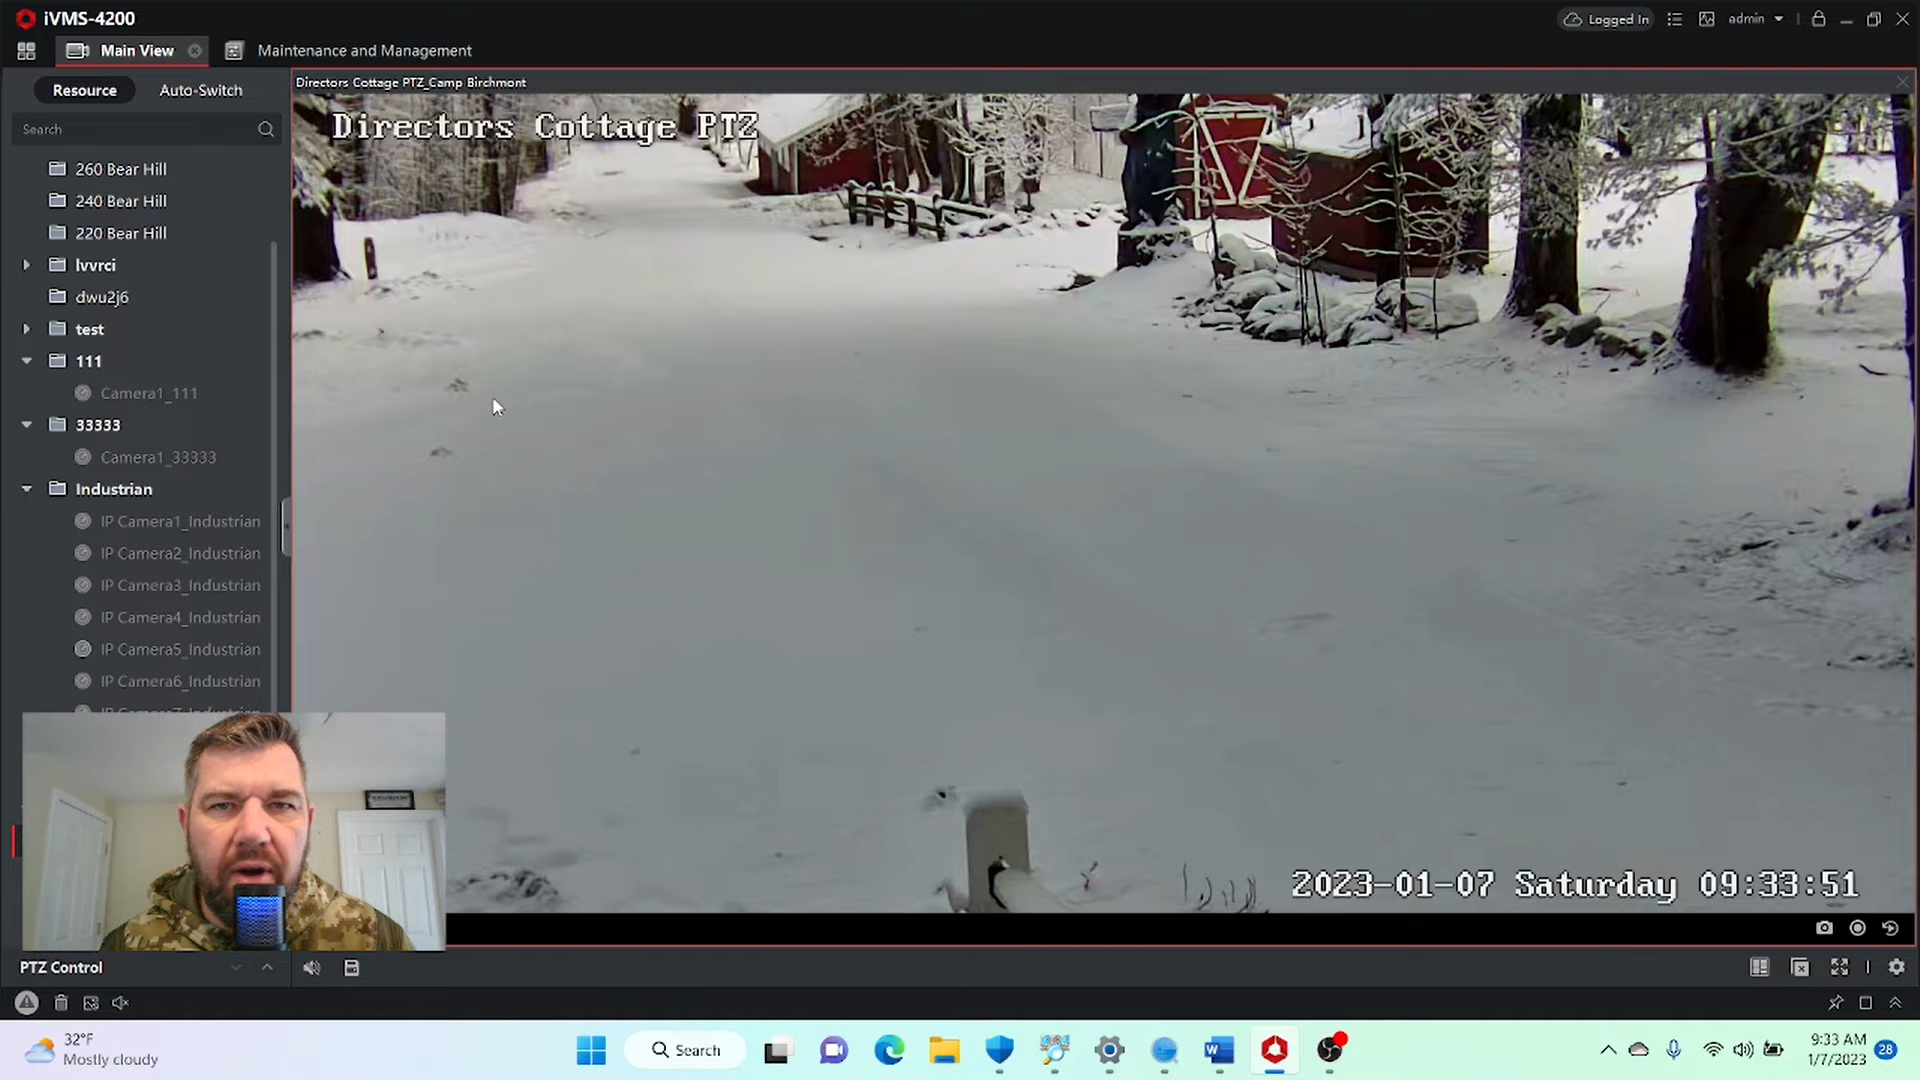 iVMS-4200
Logged In
admin
Main View
Maintenance and Management
Resource
Auto-Switch
Directors Cottage PTZ_Camp Birchmont
Search
Directors Cottage PTZ
260 Bear Hill
240 Bear Hill
220 Bear Hill
lvvrci
dwu2j6
test
111
Camera1_111
33333
Camera1_33333
Industrian
IP Camera1_Industrian
IP Camera2_Industrian
IP Camera3_Industrian
IP Camera4_Industrian
IP Camera5_Industrian
IP Camera6_Industrian
IP Camera7_Industrian
2023-01-07 Saturday 09:33:51
PTZ Control
32°F
Mostly cloudy
Search
9:33 AM
1/7/2023
28